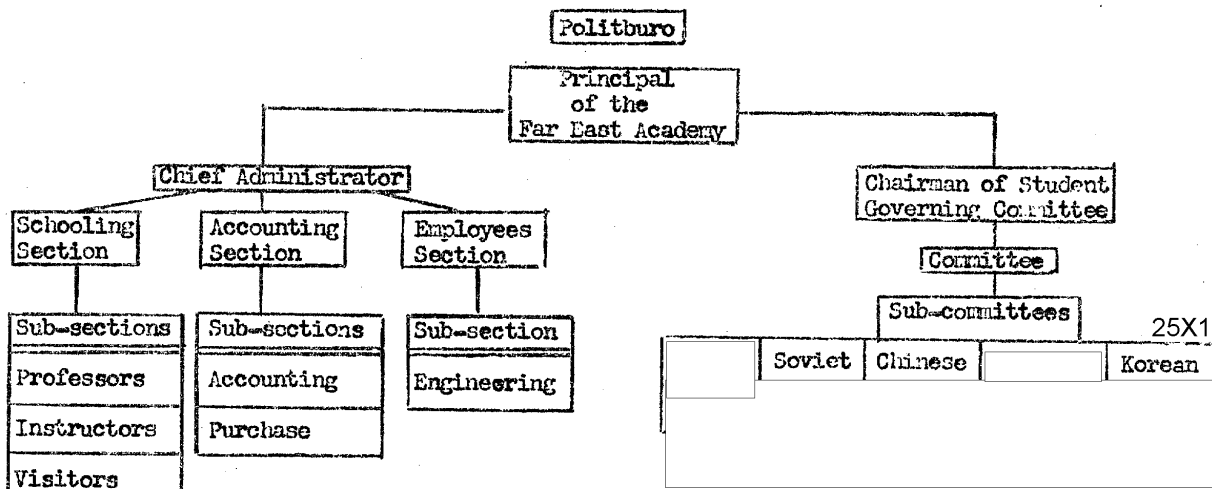 Politburo
Principal
of the
Far East Academy
Chief Administrator
Chairman of Student
Governing Committee
Schooling
Section
Accounting
Section
Employees
Section
Committee
Sub-committees
25X1
Sub-sections
Sub-sections
Sub-section
Soviet
Chinese
Korean
Professors
Accounting
Engineering
Instructors
Purchase
Visitors